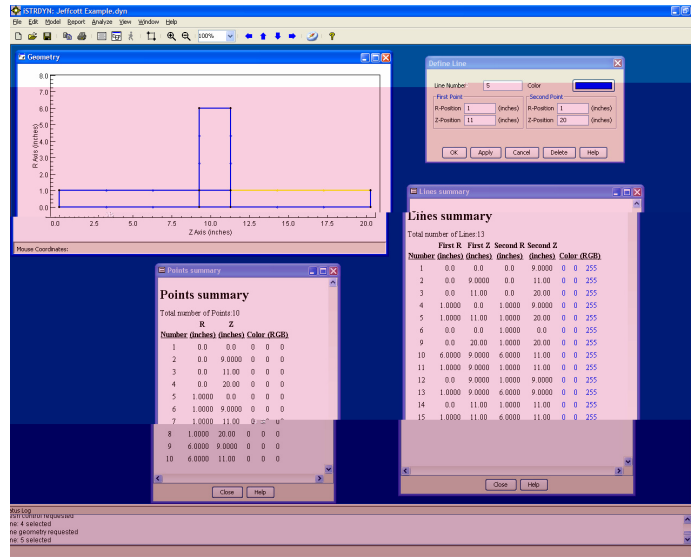 iSTRDYN: Jeffcott Example.dyn
File Edit Model Report Analyze View Window Help
100%
Geometry
8.0
7.0
6.0
5.0
4.0
3.0
2.0
1.0
0.0
R Axis (inches)
0.0 2.5 5.0 7.5 10.0 12.5 15.0 17.5 20.0
Z Axis (inches)
Mouse Coordinates:
Define Line
Line Number 5 Color
First Point Second Point
R-Position 1 (inches) R-Position 1 (inches)
Z-Position 11 (inches) Z-Position 20 (inches)
OK Apply Cancel Delete Help
Points summary
Points summary
Total number of Points:10
R Z
Number (inches) (inches) Color (RGB)
1 0.0 0.0 0 0 0
2 0.0 9.0000 0 0 0
3 0.0 11.00 0 0 0
4 0.0 20.00 0 0 0
5 1.0000 0.0 0 0 0
6 1.0000 9.0000 0 0 0
7 1.0000 11.00 0 0 0
8 1.0000 20.00 0 0 0
9 6.0000 9.0000 0 0 0
10 6.0000 11.00 0 0 0
Close Help
Lines summary
Lines summary
Total number of Lines:13
First R First Z Second R Second Z
Number (inches) (inches) (inches) (inches) Color (RGB)
1 0.0 0.0 0.0 9.0000 0 0 255
2 0.0 9.0000 0.0 11.00 0 0 255
3 0.0 11.00 0.0 20.00 0 0 255
4 1.0000 0.0 1.0000 9.0000 0 0 255
5 1.0000 11.00 1.0000 20.00 0 0 255
6 0.0 0.0 1.0000 0.0 0 0 255
9 0.0 20.00 1.0000 20.00 0 0 255
10 6.0000 9.0000 6.0000 11.00 0 0 255
11 1.0000 9.0000 1.0000 11.00 0 0 255
12 0.0 9.0000 1.0000 9.0000 0 0 255
13 1.0000 9.0000 6.0000 9.0000 0 0 255
14 0.0 11.00 1.0000 11.00 0 0 255
15 1.0000 11.00 6.0000 11.00 0 0 255
Close Help
atus Log
esh control requested
ne: 4 selected
ne geometry requested
ne: 5 selected